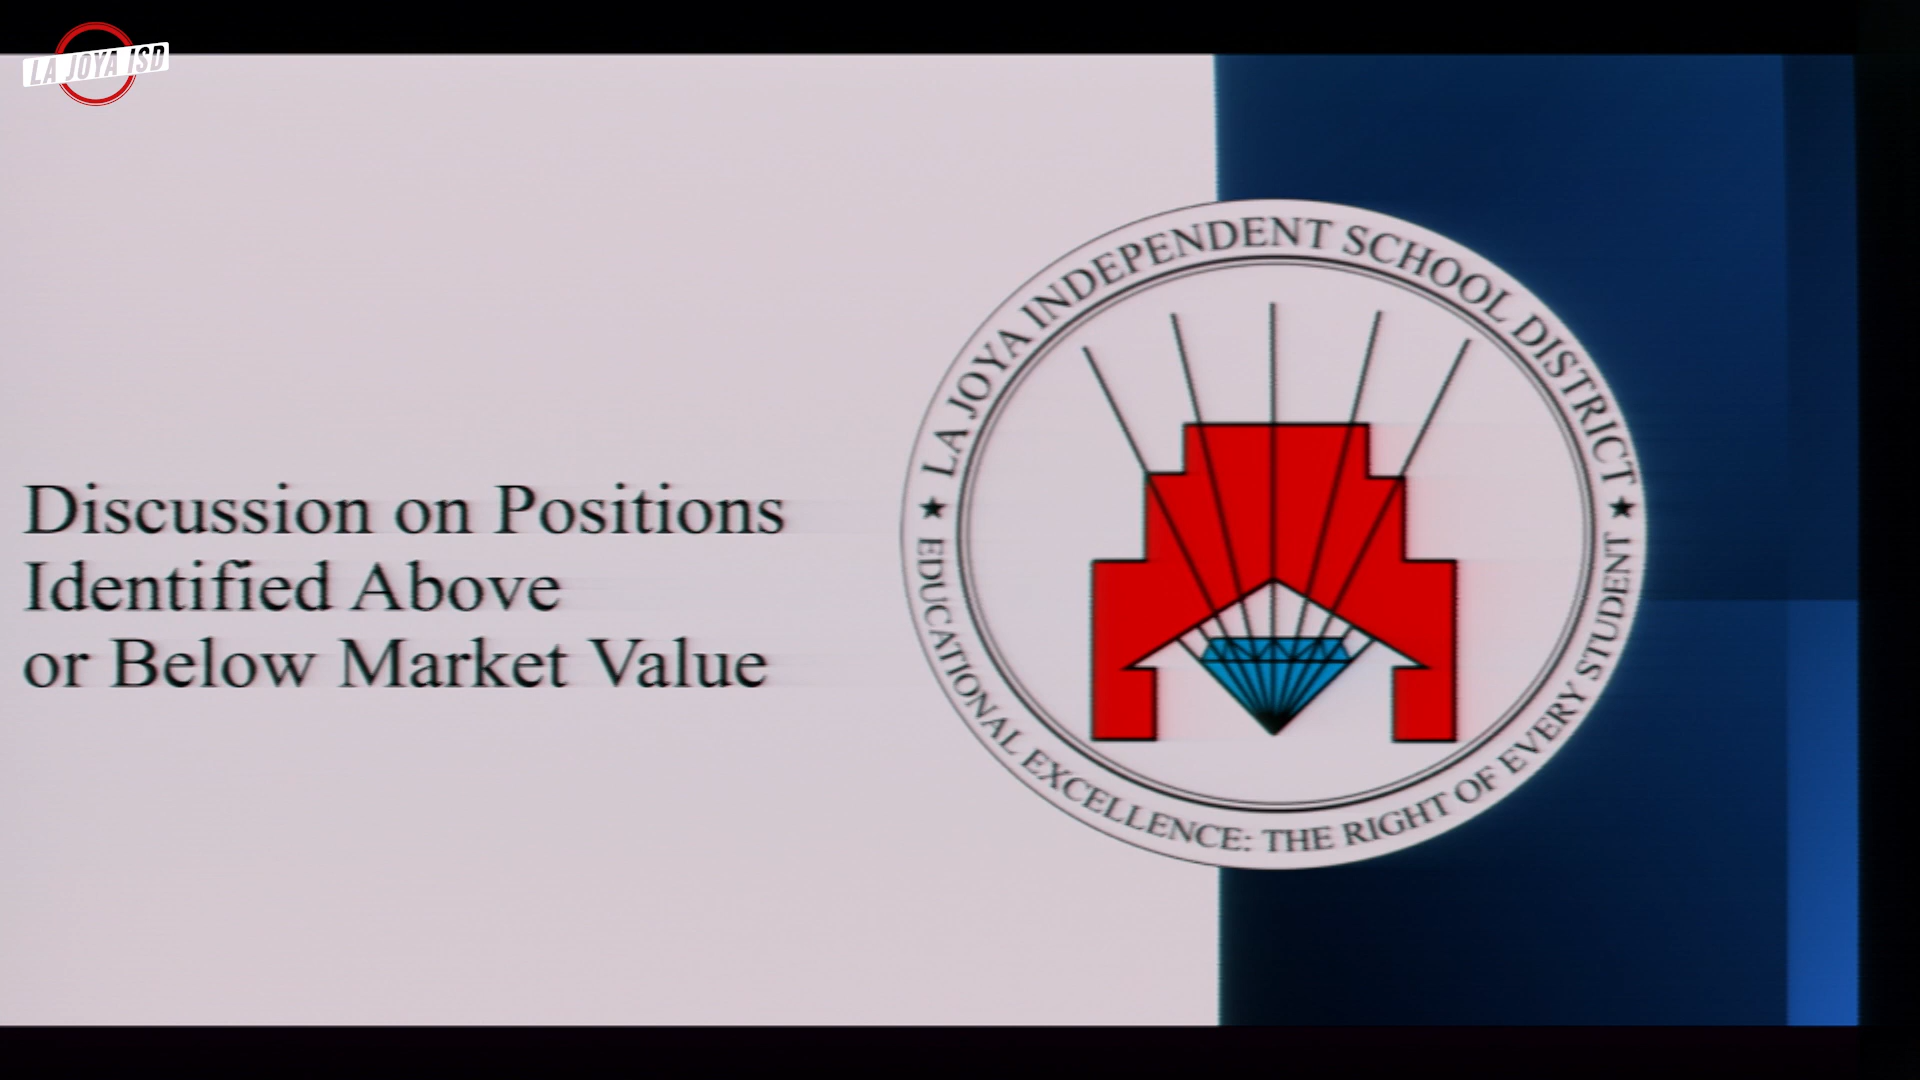 LA JOYA ISD
Discussion on Positions
Identified Above
or Below Market Value
★ LA JOYA INDEPENDENT SCHOOL DISTRICT ★
EDUCATIONAL EXCELLENCE: THE RIGHT OF EVERY STUDENT